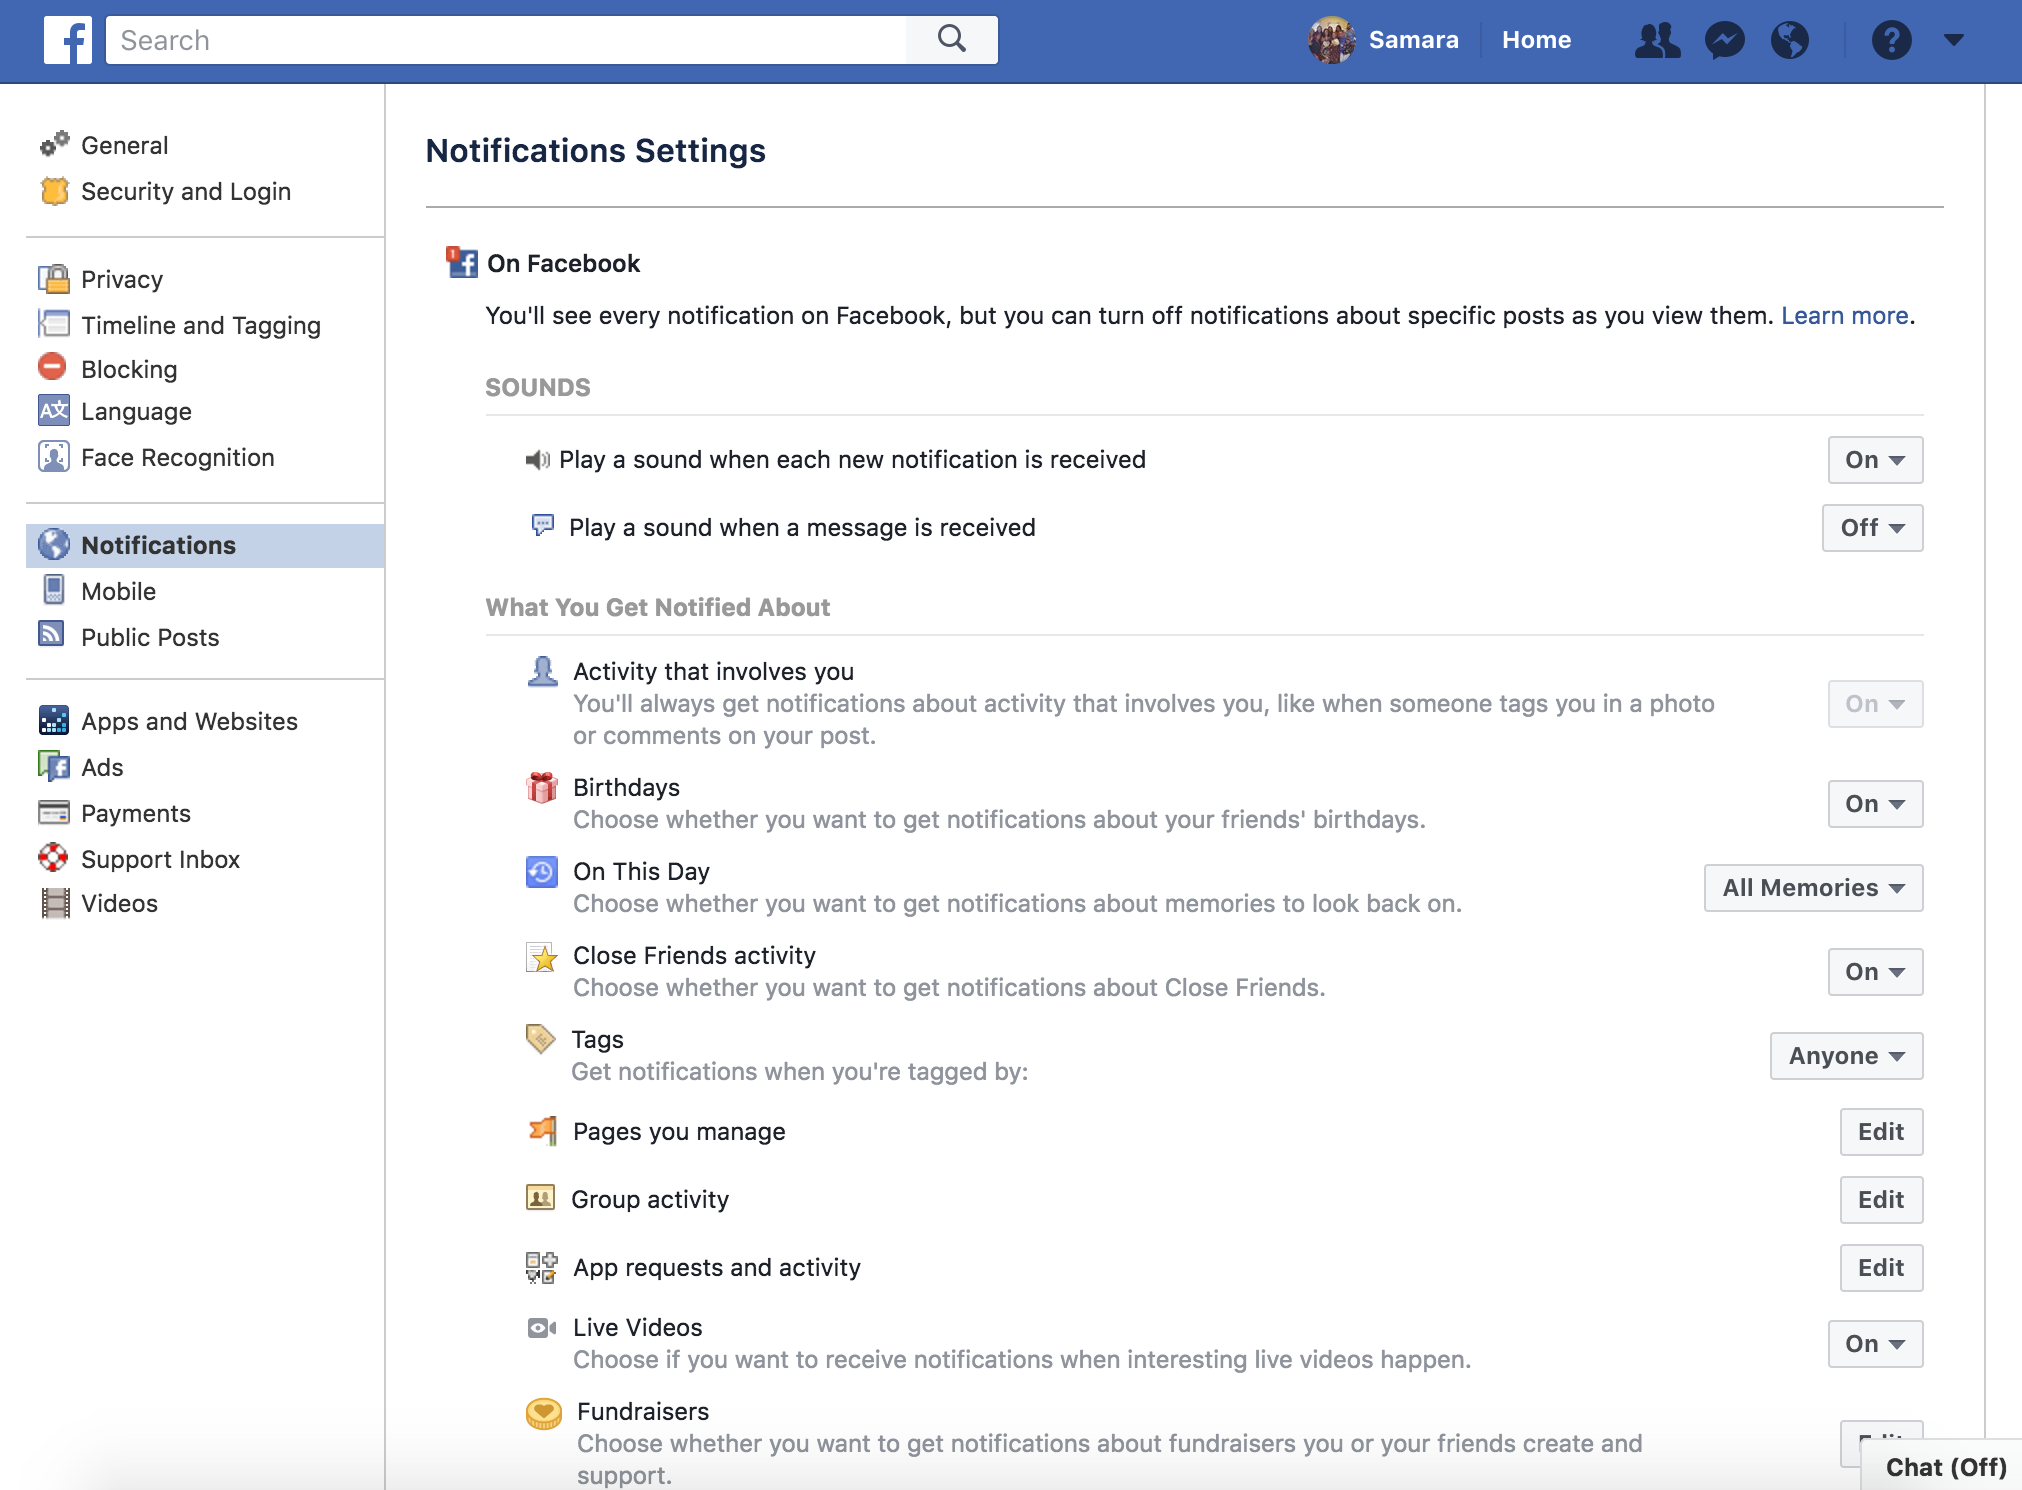 Search
Samara
Home
General
Security and Login
Privacy
Timeline and Tagging
Blocking
Language
Face Recognition
Notifications
Mobile
Public Posts
Apps and Websites
Ads
Payments
Support Inbox
Videos
Notifications Settings
On Facebook
You'll see every notification on Facebook, but you can turn off notifications about specific posts as you view them. Learn more.
SOUNDS
Play a sound when each new notification is received
On
Play a sound when a message is received
Off
What You Get Notified About
Activity that involves you
You'll always get notifications about activity that involves you, like when someone tags you in a photo
or comments on your post.
On
Birthdays
Choose whether you want to get notifications about your friends' birthdays.
On
On This Day
Choose whether you want to get notifications about memories to look back on.
All Memories
Close Friends activity
Choose whether you want to get notifications about Close Friends.
On
Tags
Get notifications when you're tagged by:
Anyone
Pages you manage
Edit
Group activity
Edit
App requests and activity
Edit
Live Videos
Choose if you want to receive notifications when interesting live videos happen.
On
Fundraisers
Choose whether you want to get notifications about fundraisers you or your friends create and
support.
Chat (Off)